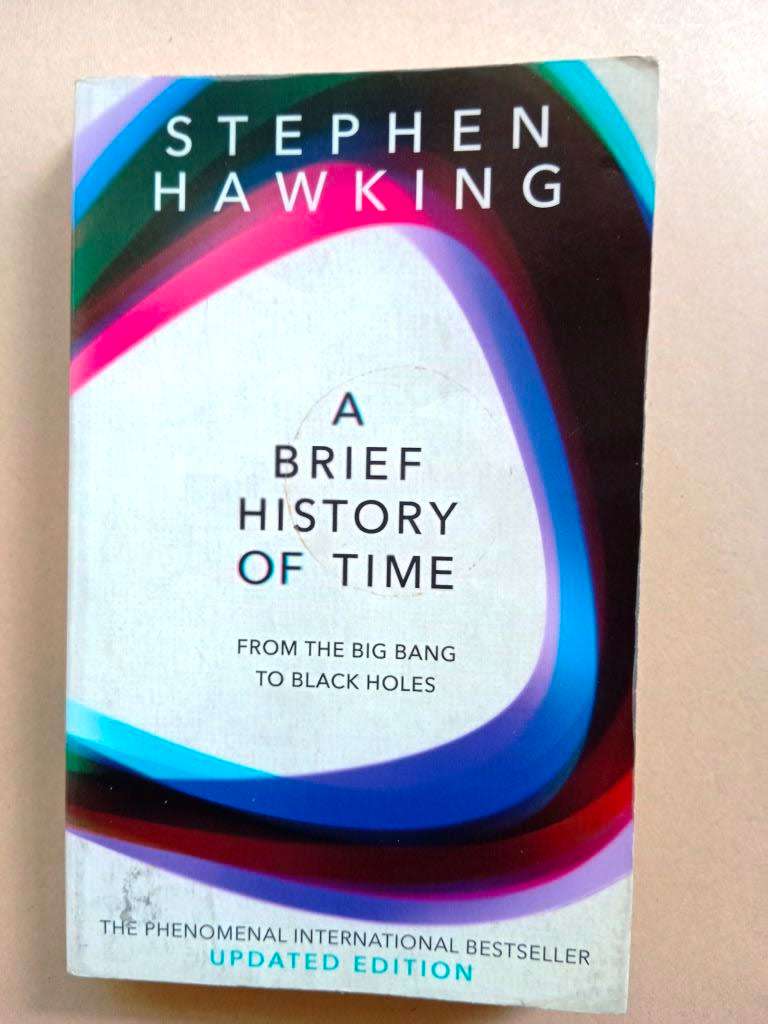 STEPHEN
HAWKING
A
BRIEF
HISTORY
OF TIME
FROM THE BIG BANG
TO BLACK HOLES
THE PHENOMENAL INTERNATIONAL BESTSELLER
UPDATED EDITION